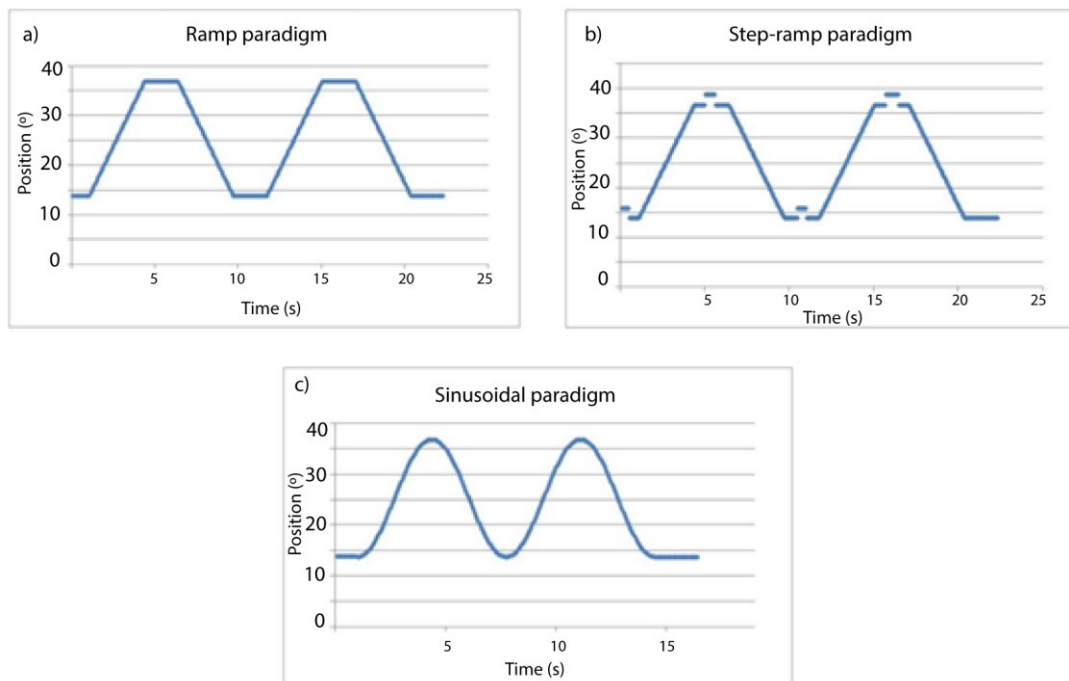 a)
Ramp paradigm
40
30
20
10
0
Position (º)
5 10 15 20 25
Time (s)
b)
Step-ramp paradigm
40
30
20
10
0
Position (º)
5 10 15 20 25
Time (s)
c)
Sinusoidal paradigm
40
30
20
10
0
Position (º)
5 10 15
Time (s)